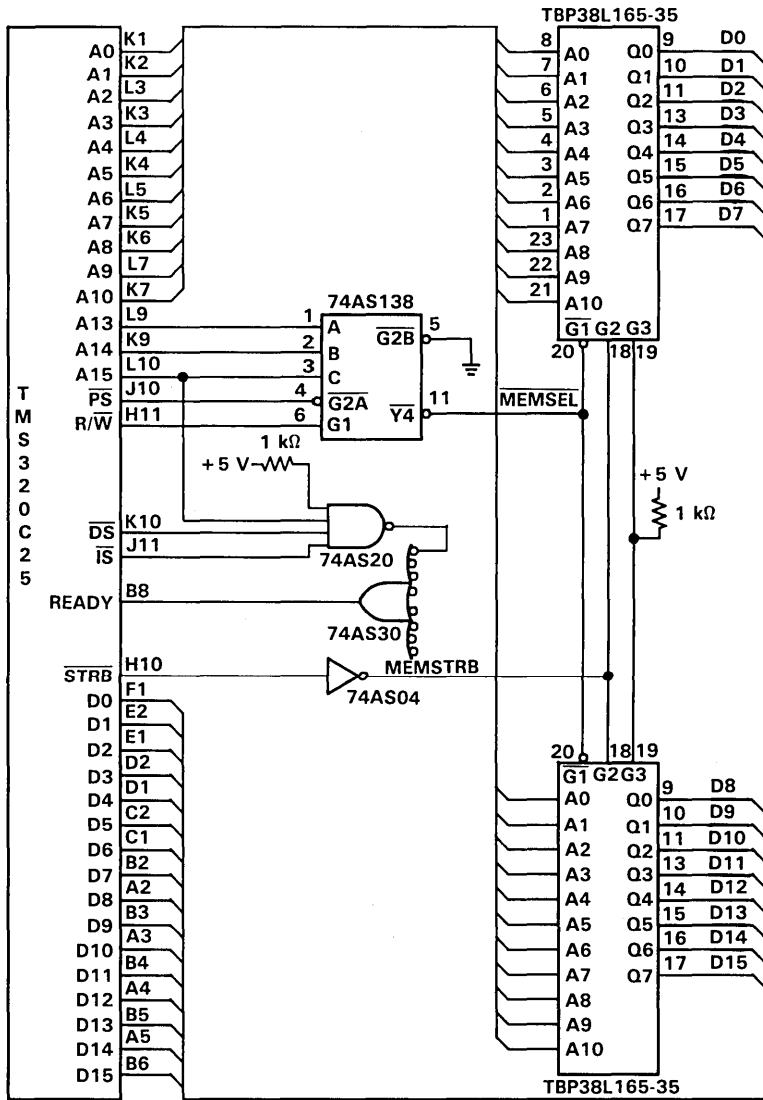 TBP38L165-35
TMS320C25
A0 K1
A1 K2
A2 L3
A3 K3
A4 L4
A5 K4
A6 L5
A7 K5
A8 K6
A9 L7
A10 K7
A13 L9
A14 K9
A15 L10
PS J10
R/W H11
8 A0 Q0 9 D0
7 A1 Q1 10 D1
6 A2 Q2 11 D2
5 A3 Q3 13 D3
4 A4 Q4 14 D4
3 A5 Q5 15 D5
2 A6 Q6 16 D6
1 A7 Q7 17 D7
23 A8
22 A9
21 A10
G1 G2 G3
20 18 19
74AS138
1 A G2B 5
2 B
3 C
4 G2A Y4 11
6 G1
MEMSEL
1 kΩ
+5 V
+5 V
1 kΩ
DS K10
IS J11
74AS20
READY B8
74AS30
MEMSTRB
STRB H10
74AS04
D0 F1
D1 E2
D2 E1
D3 D2
D4 D1
D5 C2
D6 C1
D7 B2
D8 A2
D9 B3
D10 A3
D11 B4
D12 A4
D13 B5
D14 A5
D15 B6
20 18 19
G1 G2 G3
A0 Q0 9 D8
A1 Q1 10 D9
A2 Q2 11 D10
A3 Q3 13 D11
A4 Q4 14 D12
A5 Q5 15 D13
A6 Q6 16 D14
A7 Q7 17 D15
A8
A9
A10
TBP38L165-35